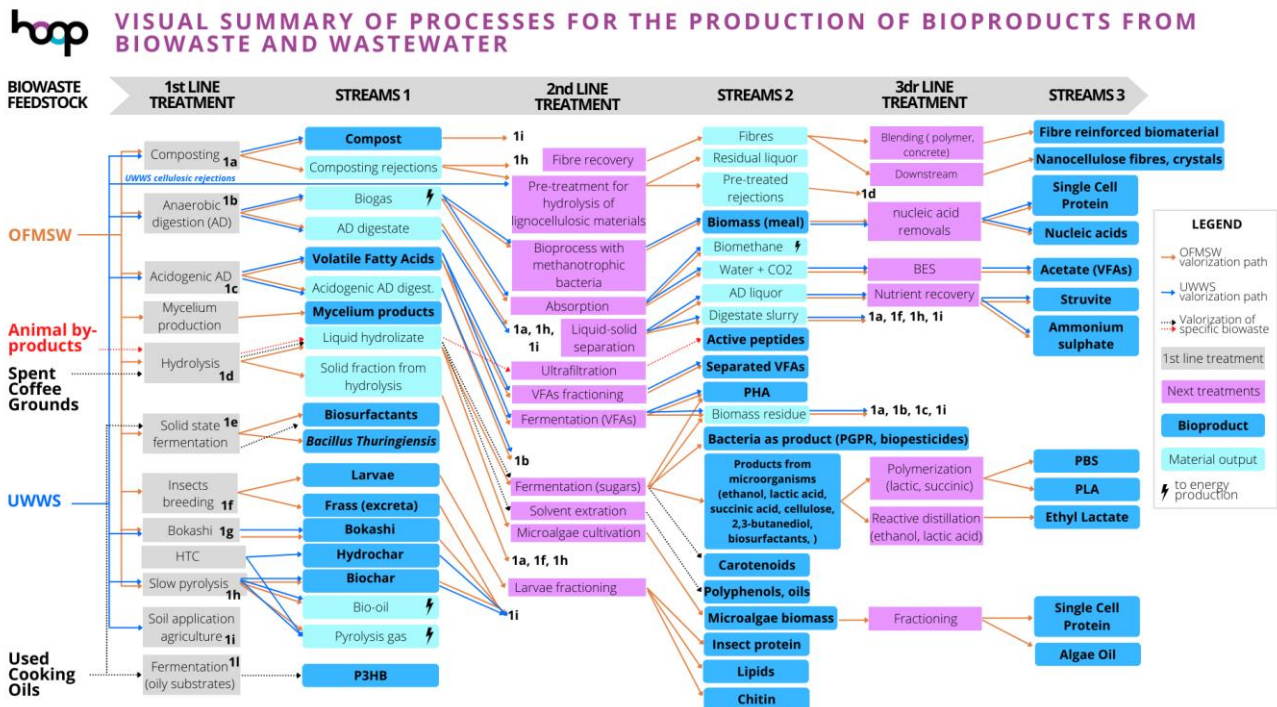 hoop
VISUAL SUMMARY OF PROCESSES FOR THE PRODUCTION OF BIOPRODUCTS FROM
BIOWASTE AND WASTEWATER
BIOWASTE
FEEDSTOCK
1st LINE
TREATMENT
STREAMS 1
2nd LINE
TREATMENT
STREAMS 2
3dr LINE
TREATMENT
STREAMS 3
OFMSW
Animal by-
products
Spent
Coffee
Grounds
UWWS
Used
Cooking
Oils
Composting 1a
UWWS cellulosic rejections
Anaerobic 1b
digestion (AD)
Acidogenic AD
1c
Mycelium
production
Hydrolysis
1d
Solid state 1e
fermentation
Insects
breeding 1f
Bokashi 1g
HTC
Slow pyrolysis
1h
Soil application
agriculture 1i
Fermentation 1l
(oily substrates)
Compost
Composting rejections
Biogas
AD digestate
Volatile Fatty Acids
Acidogenic AD digest.
Mycelium products
Liquid hydrolizate
Solid fraction from
hydrolysis
Biosurfactants
Bacillus Thuringiensis
Larvae
Frass (excreta)
Bokashi
Hydrochar
Biochar
Bio-oil
Pyrolysis gas
P3HB
1i
1h
Fibre recovery
Pre-treatment for
hydrolysis of
lignocellulosic materials
Bioprocess with
methanotrophic
bacteria
Absorption
1a, 1h,
1i
Liquid-solid
separation
Ultrafiltration
VFAs fractioning
Fermentation (VFAs)
1b
Fermentation (sugars)
Solvent extration
Microalgae cultivation
1a, 1f, 1h
Larvae fractioning
1i
Fibres
Residual liquor
Pre-treated
rejections
Biomass (meal)
Biomethane
Water + CO2
AD liquor
Digestate slurry
Active peptides
Separated VFAs
PHA
Biomass residue
Bacteria as product (PGPR, biopesticides)
Products from
microorganisms
(ethanol, lactic acid,
succinic acid, cellulose,
2,3-butanediol,
biosurfactants, )
Carotenoids
Polyphenols, oils
Microalgae biomass
Insect protein
Lipids
Chitin
Blending ( polymer,
concrete)
Downstream
1d
nucleic acid
removals
BES
Nutrient recovery
1a, 1f, 1h, 1i
1a, 1b, 1c, 1i
Polymerization
(lactic, succinic)
Reactive distillation
(ethanol, lactic acid)
Fractioning
Fibre reinforced biomaterial
Nanocellulose fibres, crystals
Single Cell
Protein
Nucleic acids
Acetate (VFAs)
Struvite
Ammonium
sulphate
PBS
PLA
Ethyl Lactate
Single Cell
Protein
Algae Oil
LEGEND
OFMSW
valorization path
UWWS
valorization path
Valorization of
specific biowaste
1st line treatment
Next treatments
Bioproduct
Material output
to energy
production